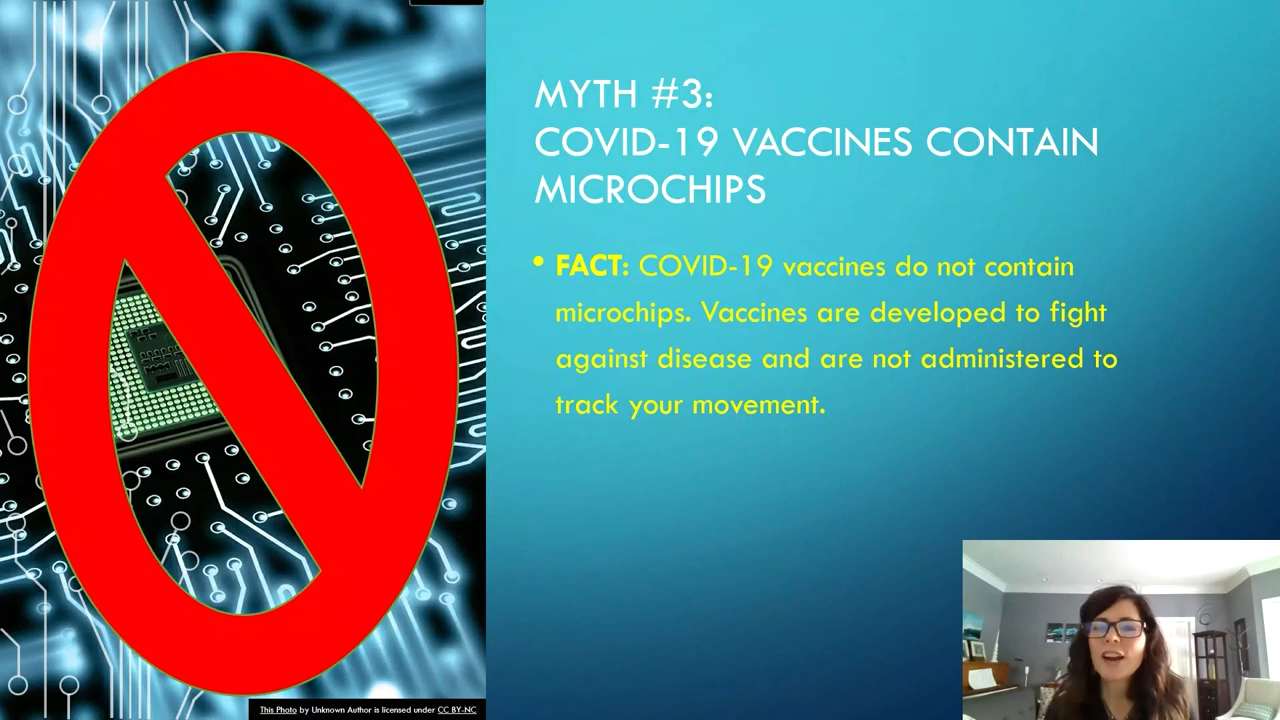 MYTH #3:
COVID-19 VACCINES CONTAIN
MICROCHIPS
• FACT: COVID-19 vaccines do not contain
microchips. Vaccines are developed to fight
against disease and are not administered to
track your movement.
This Photo by Unknown Author is licensed under CC BY-NC